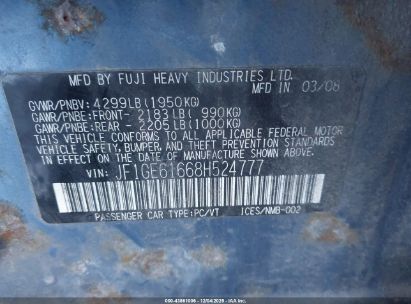 MFD BY FUJI HEAVY INDUSTRIES LTD.
MFD IN 03/08
GVWR/PNBV: 4299LB(1950KG)
GAWR/PNBE:FRONT- 2183LB( 990KG)
GAWR/PNBE:REAR - 2205LB(1000KG)
THIS VEHICLE CONFORMS TO ALL APPLICABLE FEDERAL MOTOR
VEHICLE SAFETY, BUMPER, AND THEFT PREVENTION STANDARDS
IN EFFECT ON THE DATE OF MANUFACTURE SHOWN ABOVE.
VIN: JF1GE61668H524777
PASSENGER CAR TYPE:PC/VT ICES/NMB-002